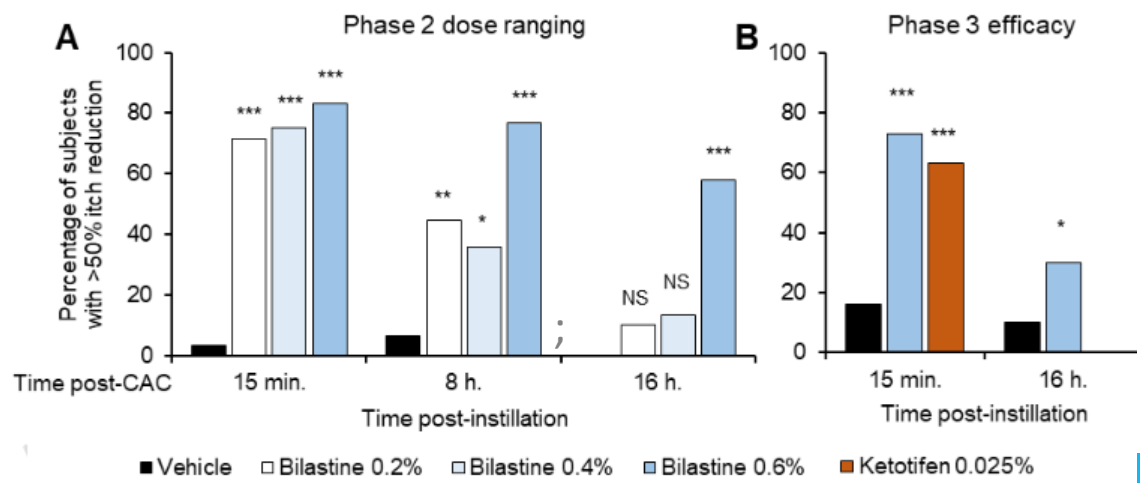 A Phase 2 dose ranging
B Phase 3 efficacy
Percentage of subjects
with >50% itch reduction
100
80
60
40
20
0
***
***
***
**
*
***
NS
NS
***
;
100
80
60
40
20
0
***
***
*
Time post-CAC 15 min. 8 h. 16 h.
Time post-instillation
15 min. 16 h.
Time post-instillation
Vehicle Bilastine 0.2% Bilastine 0.4% Bilastine 0.6% Ketotifen 0.025%